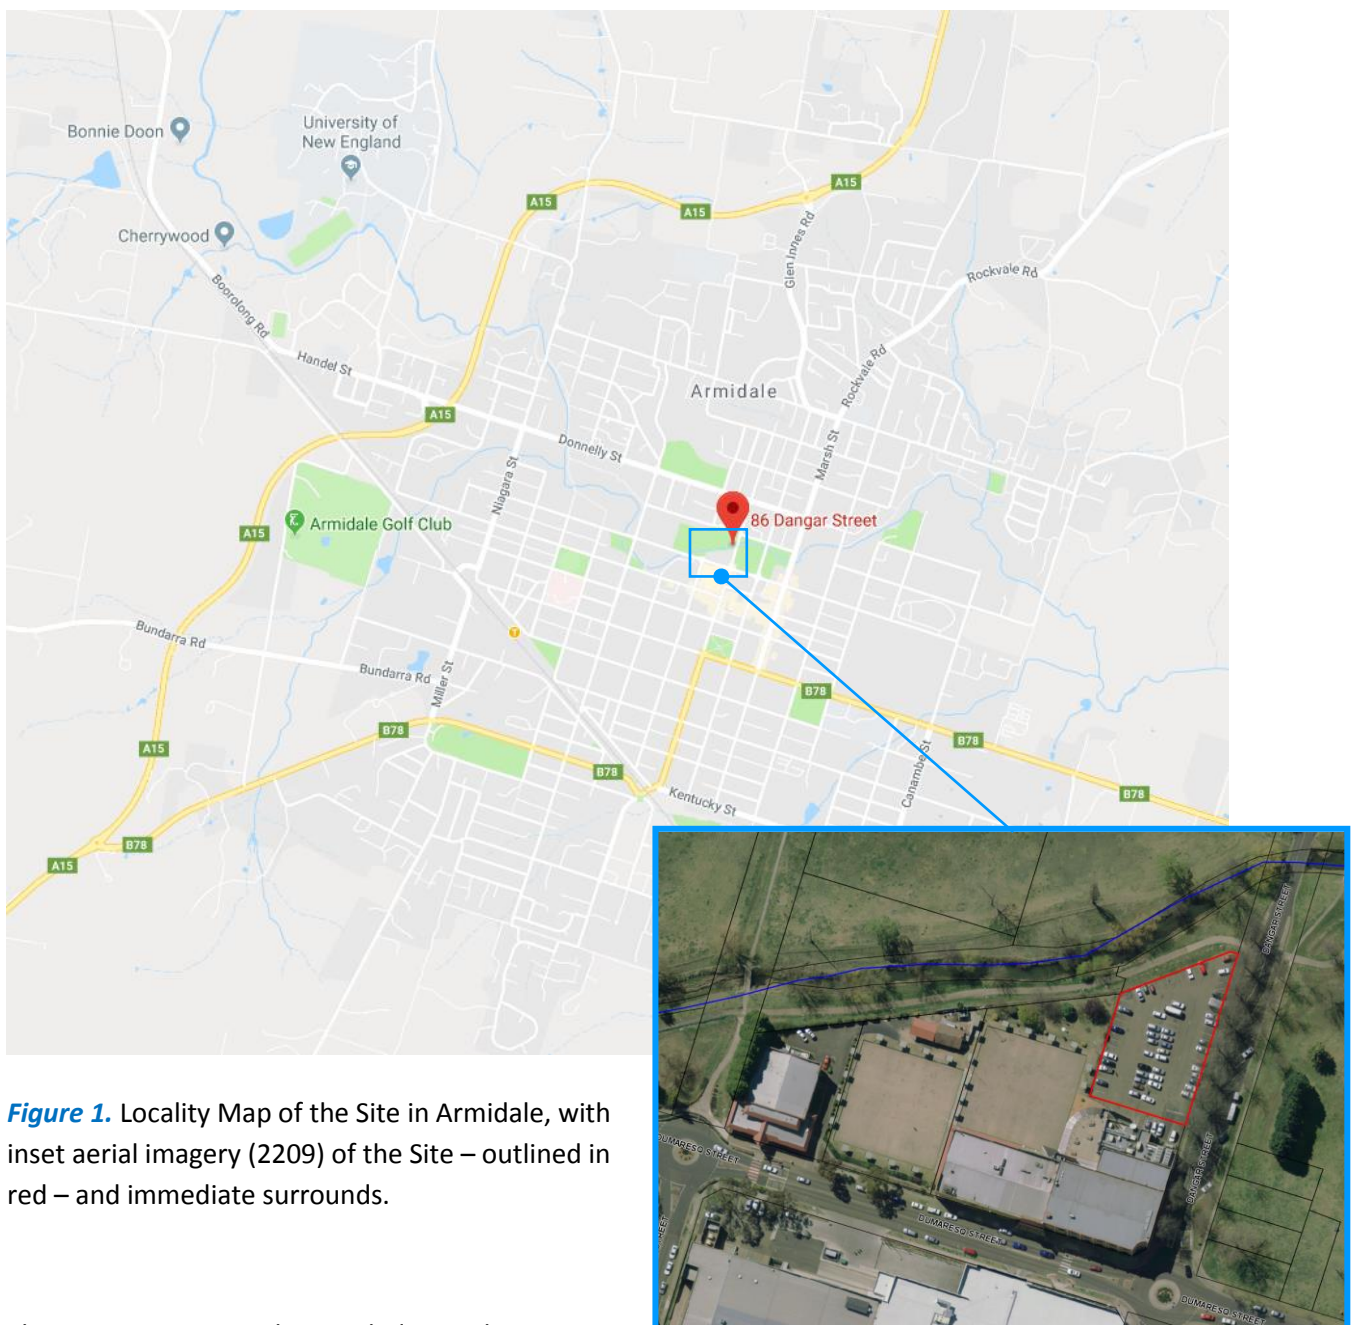 Bonnie Doon
University of
New England
Cherrywood
A15
A15
A15
Glen Innes Rd
Rockvale Rd
Boorolong Rd
Handel St
Armidale
Rockvale Rd
A15
Donnelly St
Marsh St
Niagara St
86 Dangar Street
Armidale Golf Club
A15
Bundarra Rd
Bundarra Rd
Miller St
B78
B78
B78
A15
Canambe St
B78
Kentucky St
B78
B78
A15
DANGAR STREET
DUMARESQ STREET
DANGAR STREET
DUMARESQ STREET
STREET
DUMARESQ STREET
Figure 1. Locality Map of the Site in Armidale, with
inset aerial imagery (2209) of the Site – outlined in
red – and immediate surrounds.